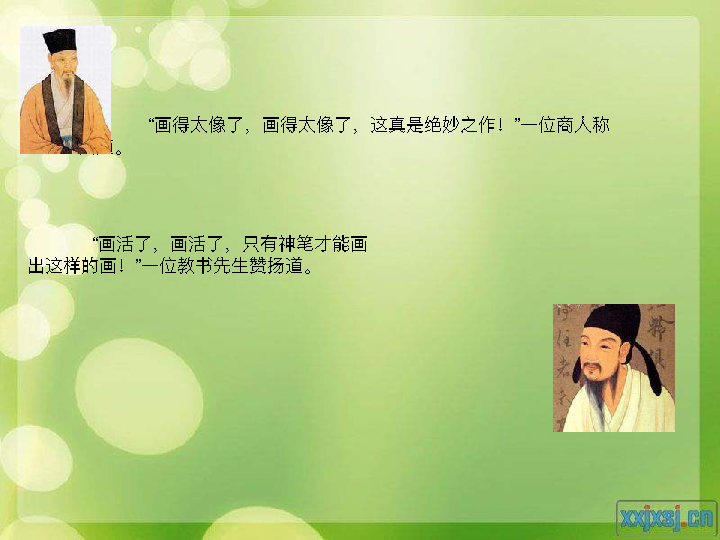 “画得太像了，画得太像了，这真是绝妙之作！”一位商人称
。
“画活了，画活了，只有神笔才能画
出这样的画！”一位教书先生赞扬道。
xxjxsj.cn